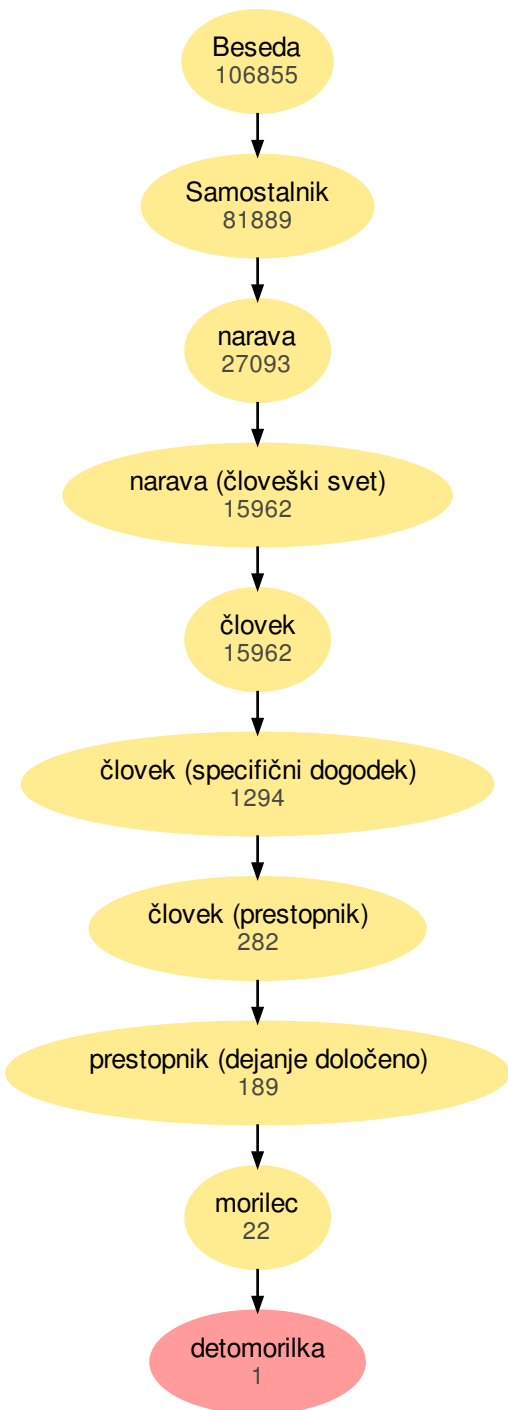 Beseda
106855
Samostalnik
81889
narava
27093
narava (človeški svet)
15962
človek
15962
človek (specifični dogodek)
1294
človek (prestopnik)
282
prestopnik (dejanje določeno)
189
morilec
22
detomorilka
1